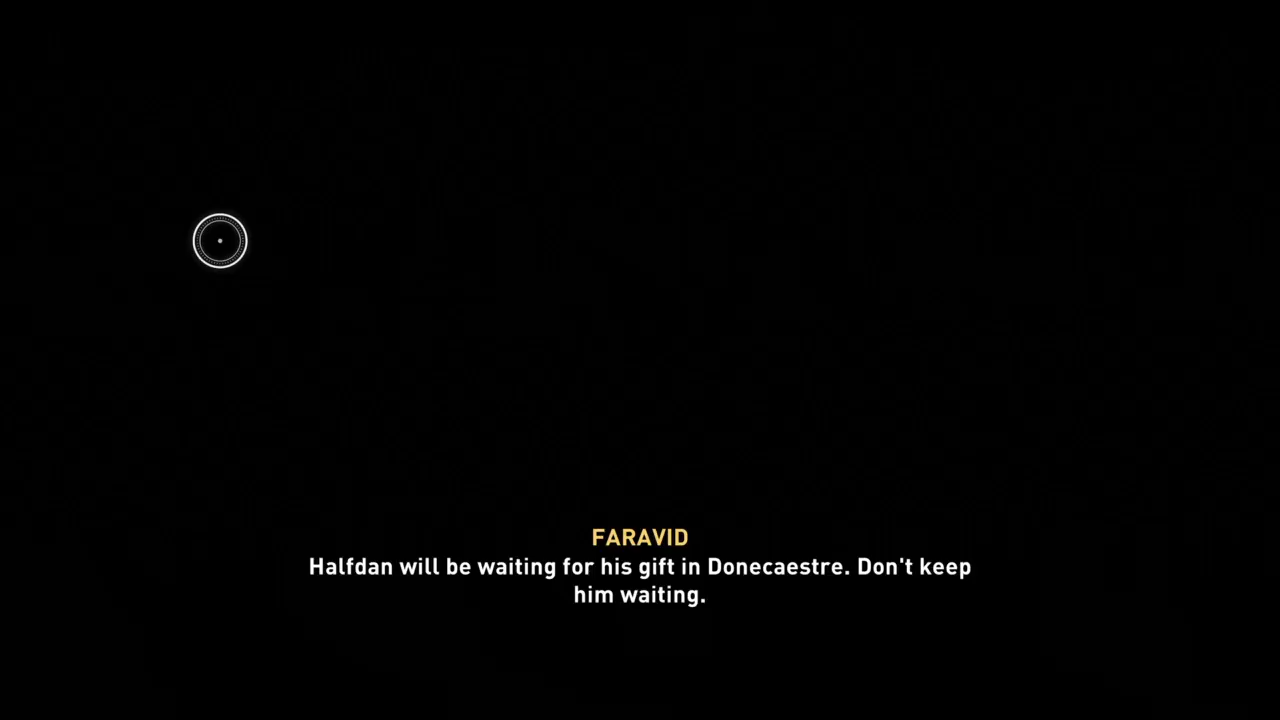 FARAVID
Halfdan will be waiting for his gift in Donecaestre. Don't keep
him waiting.